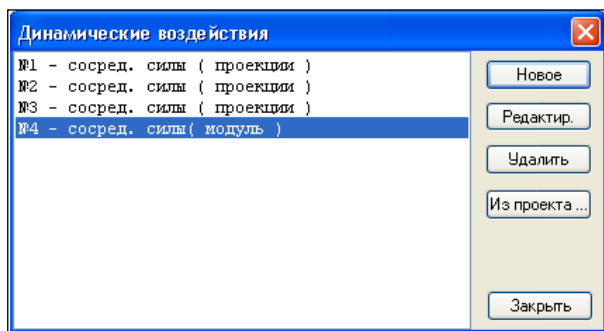 Динамические воздействия
№1 - сосред. силы ( проекции )
№2 - сосред. силы ( проекции )
№3 - сосред. силы ( проекции )
№4 - сосред. силы( модуль )
Новое
Редактир.
Удалить
Из проекта ...
Закрыть